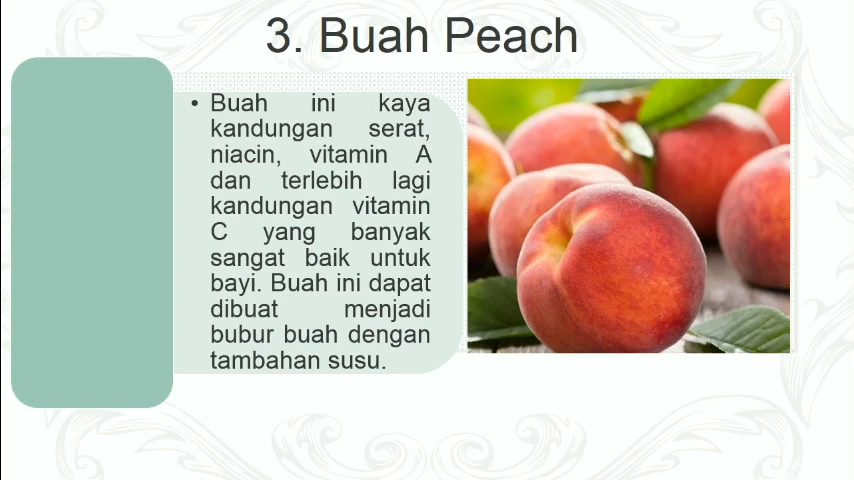 3. Buah Peach
• Buah ini kaya
kandungan serat,
niacin, vitamin A
dan terlebih lagi
kandungan vitamin
C yang banyak
sangat baik untuk
bayi. Buah ini dapat
dibuat menjadi
bubur buah dengan
tambahan susu.